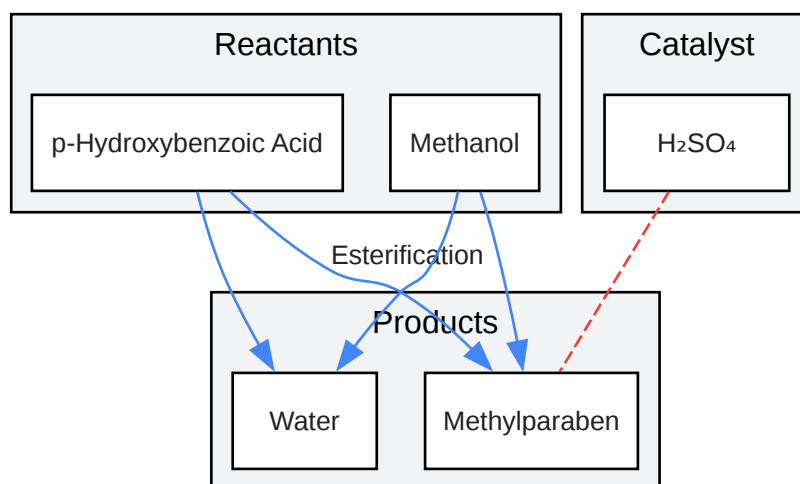 Reactants
Catalyst
p-Hydroxybenzoic Acid
Methanol
H₂SO₄
Esterification
Products
Water
Methylparaben